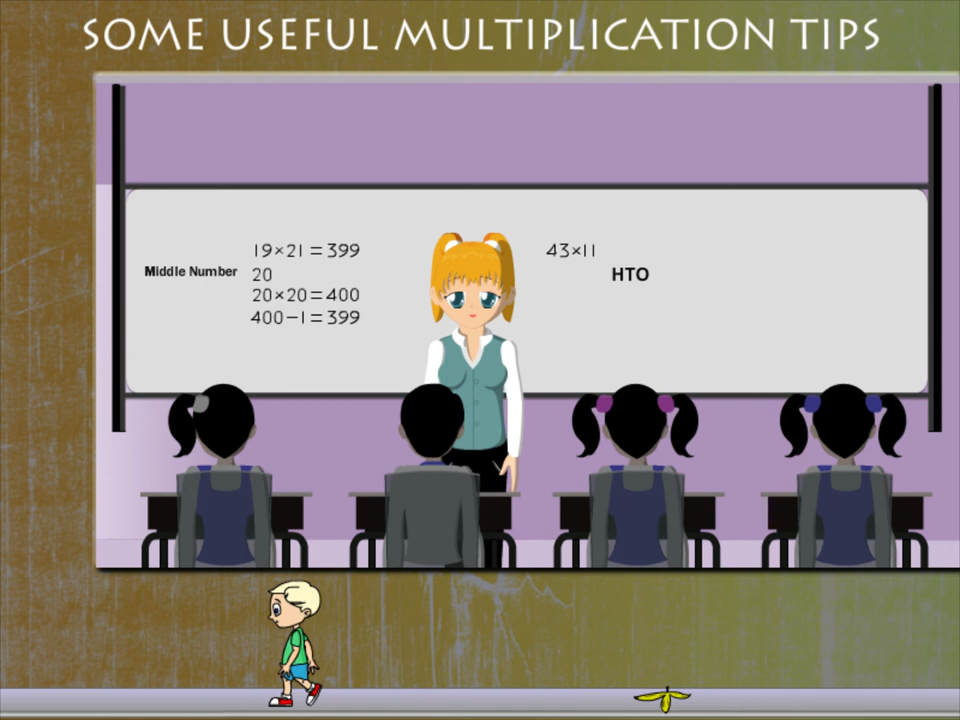 SOME USEFUL MULTIPLICATION TIPS
19×21=399
Middle Number 20
20×20=400
400−1=399
43×11
HTO